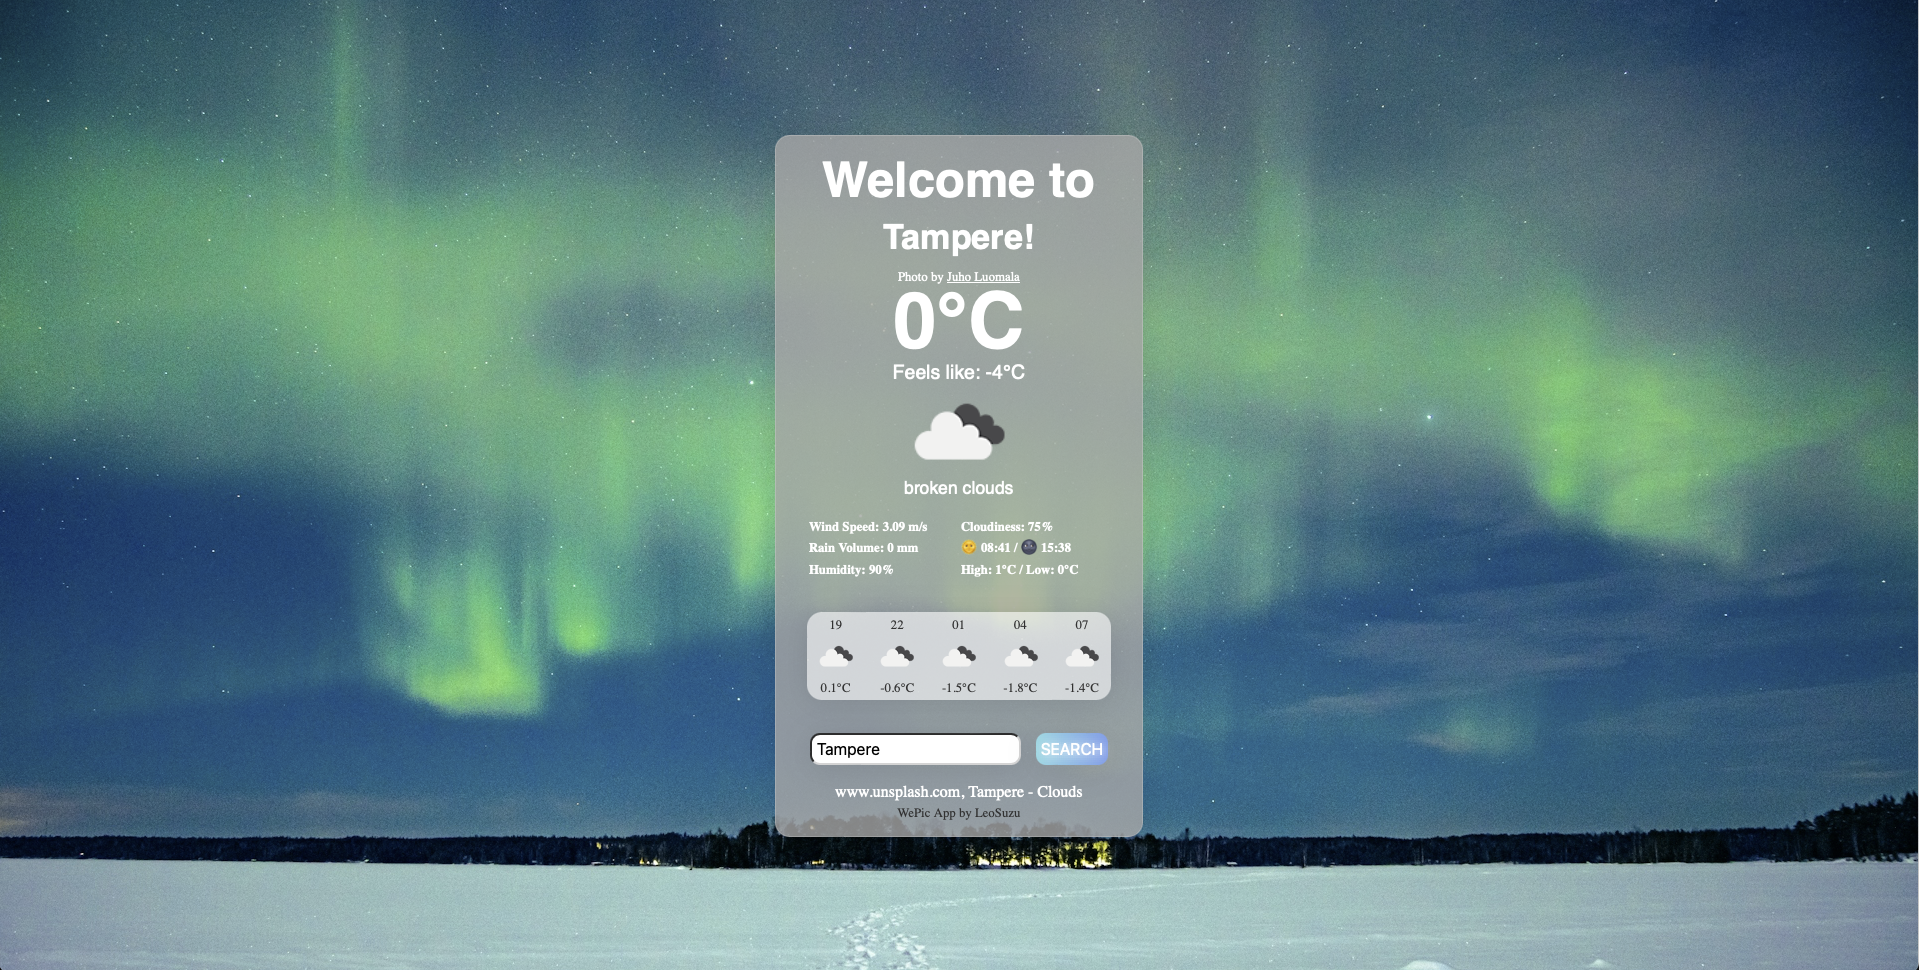 Welcome to
Tampere!
Photo by Juho Luomala
0°C
Feels like: -4°C
broken clouds
Wind Speed: 3.09 m/s Cloudiness: 75%
Rain Volume: 0 mm 🌞 08:41 / 🌚 15:38
Humidity: 90% High: 1°C / Low: 0°C
19 22 01 04 07
0.1°C -0.6°C -1.5°C -1.8°C -1.4°C
Tampere SEARCH
www.unsplash.com, Tampere - Clouds
WePic App by LeoSuzu